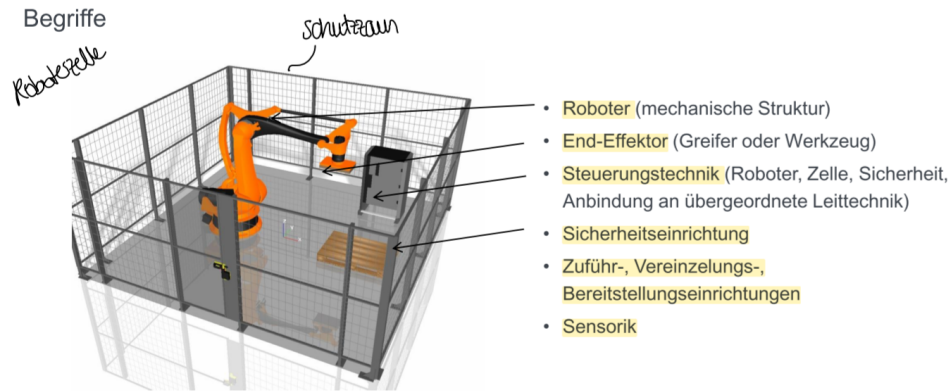 Begriffe
Roboterzelle
Schutzzaun
• Roboter (mechanische Struktur)
• End-Effektor (Greifer oder Werkzeug)
• Steuerungstechnik (Roboter, Zelle, Sicherheit,
Anbindung an übergeordnete Leittechnik)
• Sicherheitseinrichtung
• Zuführ-, Vereinzelungs-,
Bereitstellungseinrichtungen
• Sensorik